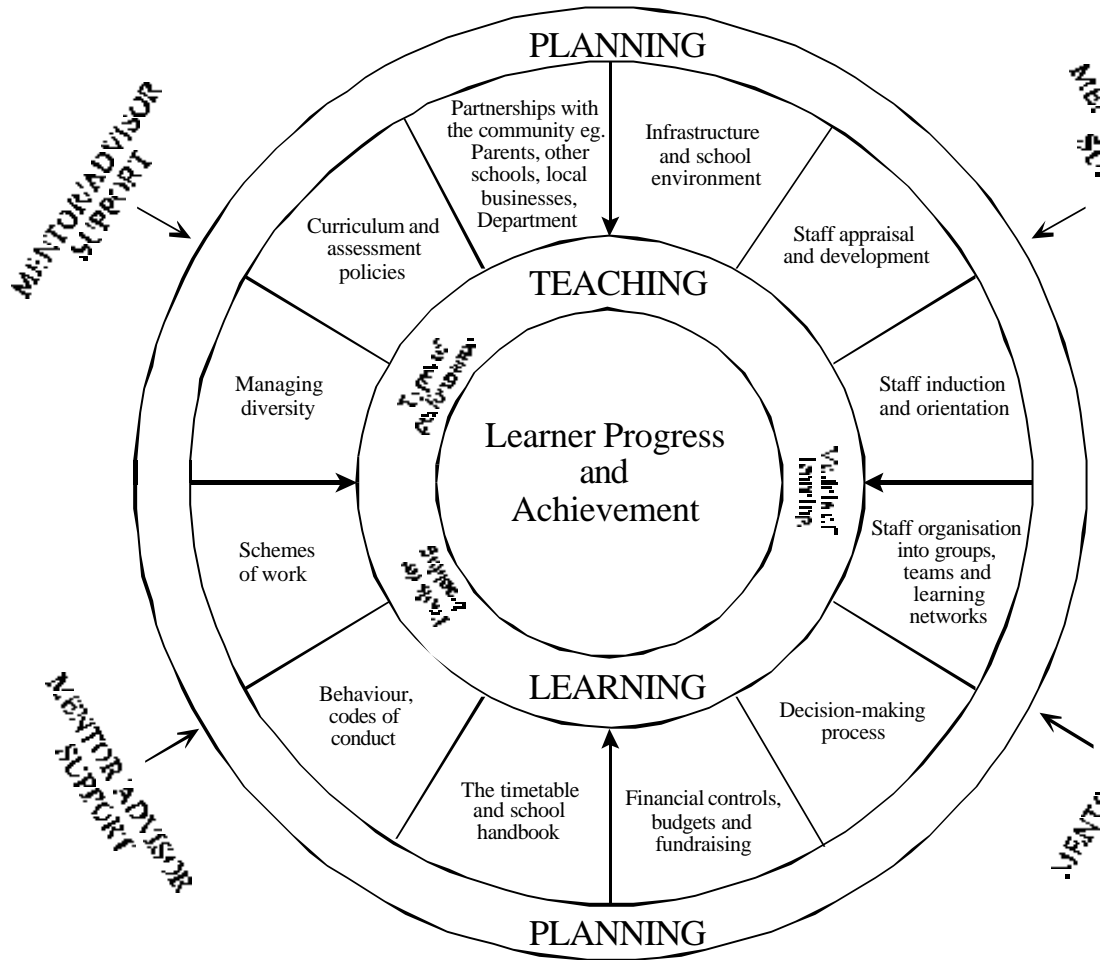 PLANNING
Partnerships with
the community eg.
Parents, other
schools, local
businesses,
Department
Infrastructure
and school
environment
Staff appraisal
and development
Staff induction
and orientation
Staff organisation
into groups,
teams and
learning
networks
Decision-making
process
Financial controls,
budgets and
fundraising
The timetable
and school
handbook
Behaviour,
codes of
conduct
Schemes
of work
Managing
diversity
Curriculum and
assessment
policies
TEACHING
Learner Progress
and
Achievement
LEARNING
PLANNING
MENTOR/ADVISOR
SUPPORT
MENTOR/ADVISOR
SUPPORT